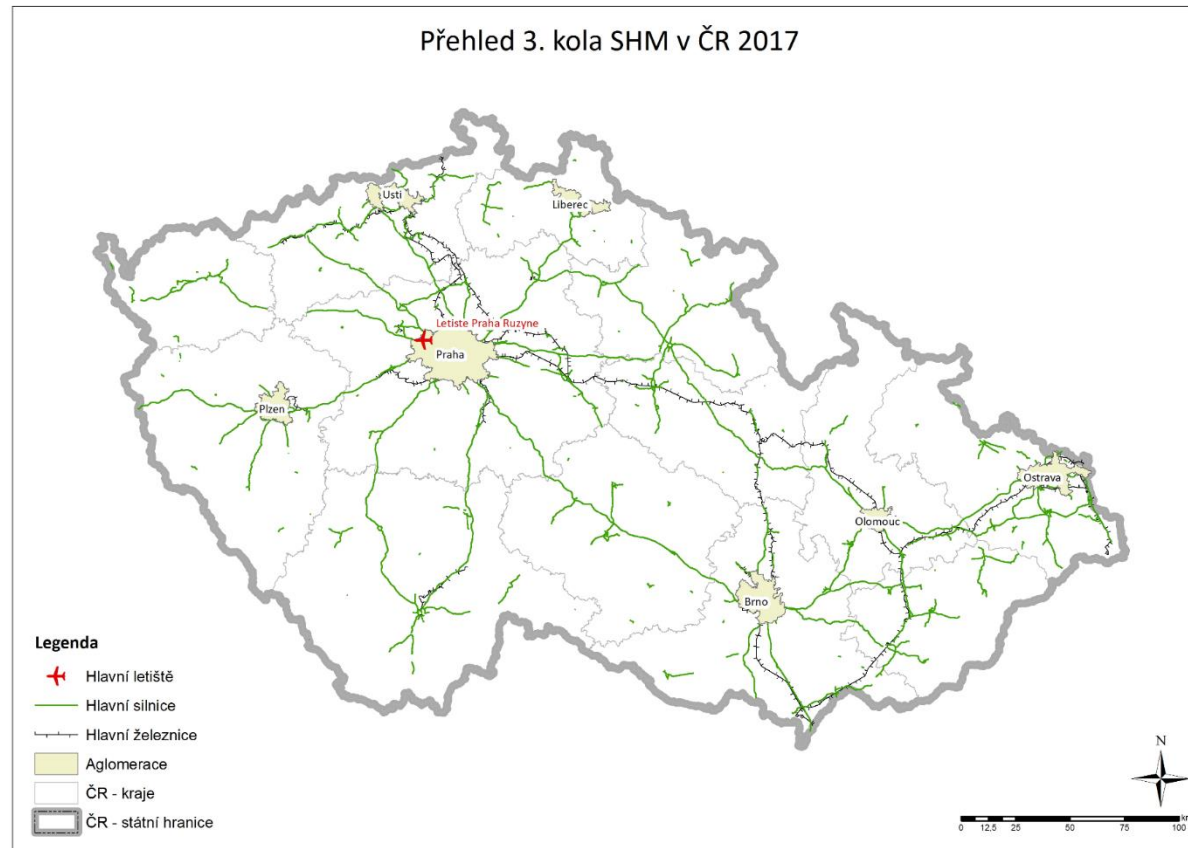 Přehled 3. kola SHM v ČR 2017
Usti
Liberec
Letiste Praha Ruzyne
Praha
Plzen
Ostrava
Olomouc
Brno
Legenda
Hlavní letiště
Hlavní silnice
Hlavní železnice
Aglomerace
ČR - kraje
ČR - státní hranice
N
km
0 12,5 25 50 75 100